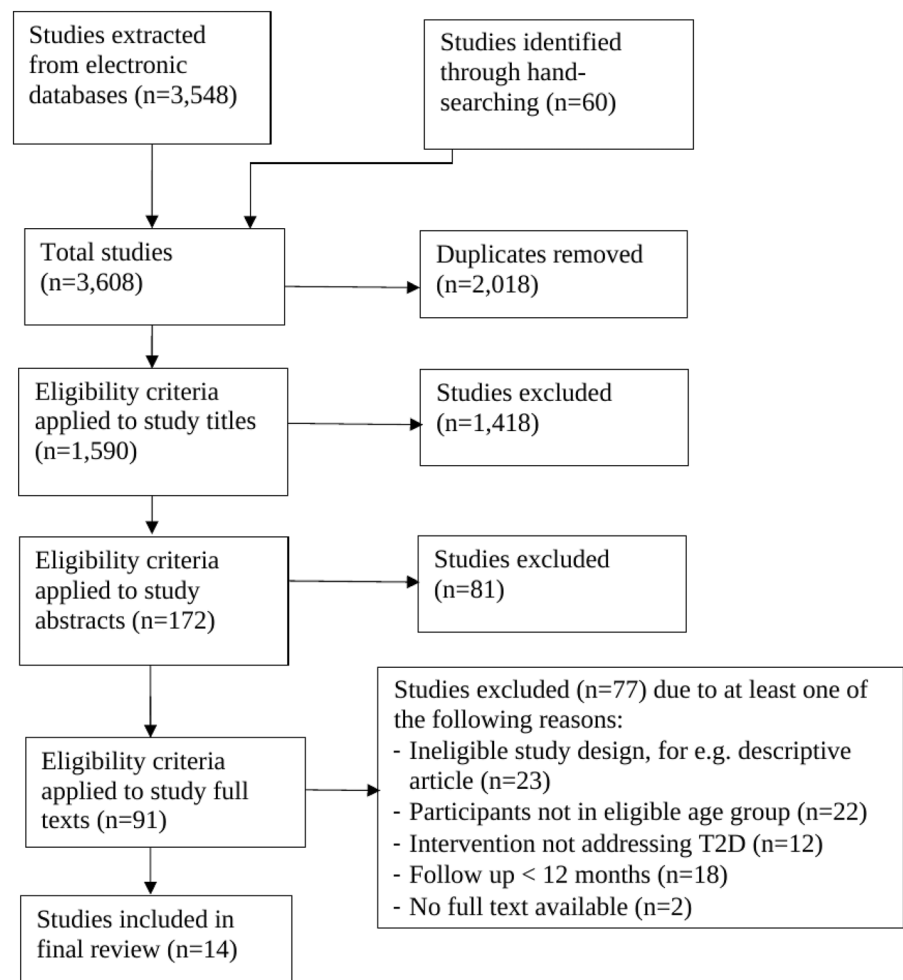 Studies extracted
from electronic
databases (n=3,548)
Studies identified
through hand-
searching (n=60)
Total studies
(n=3,608)
Duplicates removed
(n=2,018)
Eligibility criteria
applied to study titles
(n=1,590)
Studies excluded
(n=1,418)
Eligibility criteria
applied to study
abstracts (n=172)
Studies excluded
(n=81)
Eligibility criteria
applied to study full
texts (n=91)
Studies excluded (n=77) due to at least one of
the following reasons:
- Ineligible study design, for e.g. descriptive
article (n=23)
- Participants not in eligible age group (n=22)
- Intervention not addressing T2D (n=12)
- Follow up < 12 months (n=18)
- No full text available (n=2)
Studies included in
final review (n=14)